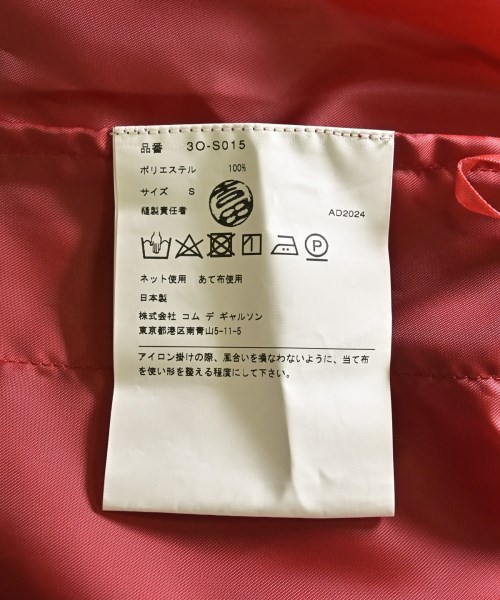 品番 3O-S015
ポリエステル 100%
サイズ S
縫製責任者
AD2024
P
ネット使用 あて布使用
日本製
株式会社 コム デ ギャルソン
東京都港区南青山5-11-5
アイロン掛けの際、風合いを損なわないように、当て布
を使い形を整える程度にして下さい。